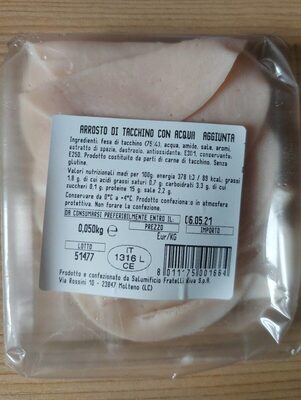 ARROSTO DI TACCHINO CON ACQUA AGGIUNTA
Ingredienti: fesa di tacchino (75%), acqua, amido, sale, aromi,
estratto di spezie, destrosio, antiossidante: E301, conservante:
E250. Prodotto costituito da parti di carne di tacchino. Senza
glutine.
Valori nutrizionali medi per 100g: energia 378 kJ / 89 kcal; grassi
1,8 g, di cui acidi grassi saturi 0,7 g; carboidrati 3,3 g, di cui
zuccheri 0,1 g; proteine 15 g; sale 2,2 g.
Conservare da 0°C a +4°C. Prodotto confezionato in atmosfera
protettiva. Non forare la confezione.
DA CONSUMARSI PREFERIBILMENTE ENTRO IL: 06.05.21
0,050kg PREZZO IMPORTO
Eur/KG
LOTTO
51477
IT
1316 L
CE
8011175001664
Prodotto e confezionato da Salumificio Fratelli Riva S.p.A.
Via Rossini 10 - 23847 Molteno (LC)